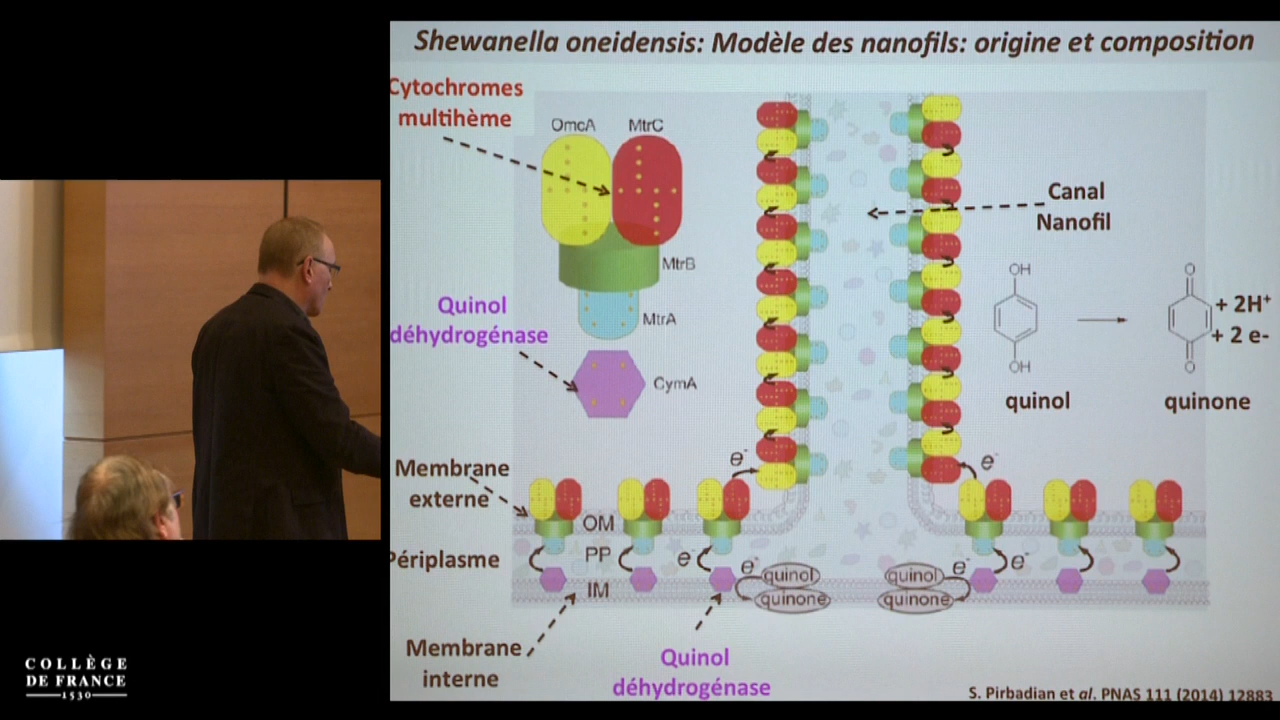 Shewanella oneidensis: Modèle des nanofils: origine et composition
Cytochromes
multihème
OmcA
MtrC
MtrB
MtrA
Quinol
déhydrogénase
CymA
Canal
Nanofil
OH
OH
quinol
O
O
+ 2H+
+ 2 e-
quinone
Membrane
externe
OM
Périplasme
PP
IM
e-
e-
e-
e-
e-
e-
quinol
quinone
quinol
quinone
Membrane
interne
Quinol
déhydrogénase
S. Pirbadian et al. PNAS 111 (2014) 12883
COLLÈGE
DE FRANCE
1530